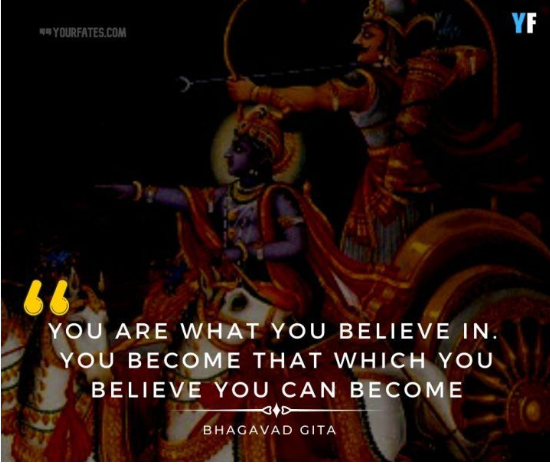 YOURFATES.COM
YF
YOU ARE WHAT YOU BELIEVE IN.
YOU BECOME THAT WHICH YOU
BELIEVE YOU CAN BECOME
BHAGAVAD GITA